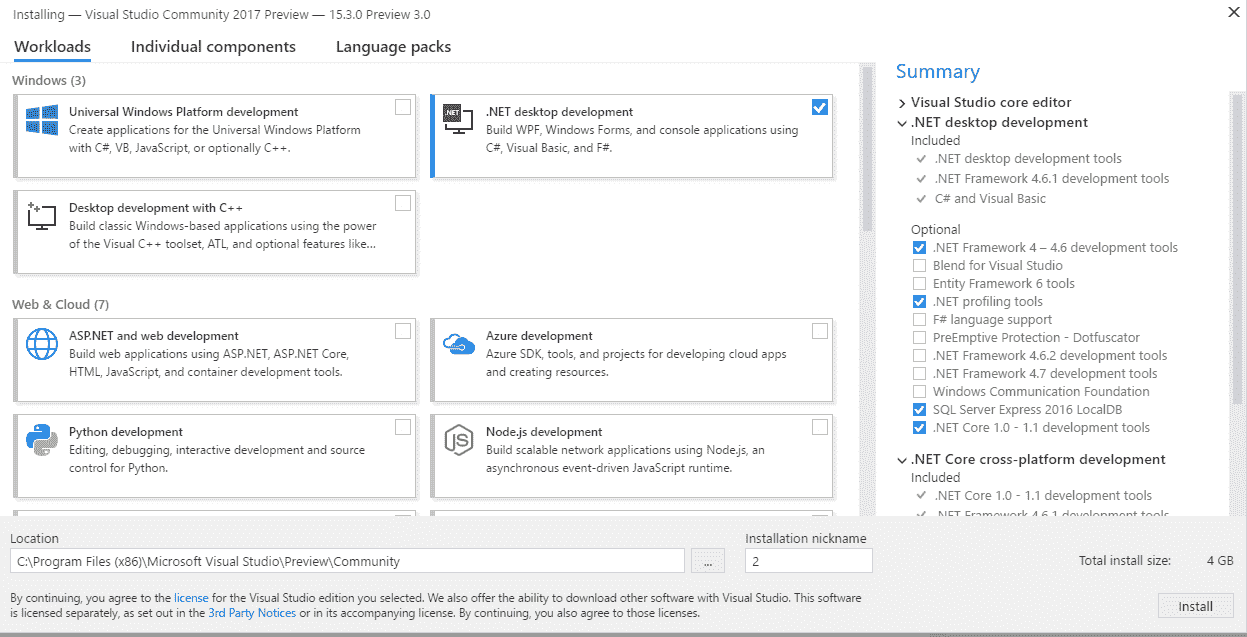 Installing — Visual Studio Community 2017 Preview — 15.3.0 Preview 3.0
Workloads
Individual components
Language packs
Windows (3)
Universal Windows Platform development
Create applications for the Universal Windows Platform
with C#, VB, JavaScript, or optionally C++.
.NET
.NET desktop development
Build WPF, Windows Forms, and console applications using
C#, Visual Basic, and F#.
Desktop development with C++
Build classic Windows-based applications using the power
of the Visual C++ toolset, ATL, and optional features like...
Web & Cloud (7)
ASP.NET and web development
Build web applications using ASP.NET, ASP.NET Core,
HTML, JavaScript, and container development tools.
Azure development
Azure SDK, tools, and projects for developing cloud apps
and creating resources.
Python development
Editing, debugging, interactive development and source
control for Python.
JS
Node.js development
Build scalable network applications using Node.js, an
asynchronous event-driven JavaScript runtime.
Summary
Visual Studio core editor
.NET desktop development
Included
.NET desktop development tools
.NET Framework 4.6.1 development tools
C# and Visual Basic
Optional
.NET Framework 4 – 4.6 development tools
Blend for Visual Studio
Entity Framework 6 tools
.NET profiling tools
F# language support
PreEmptive Protection - Dotfuscator
.NET Framework 4.6.2 development tools
.NET Framework 4.7 development tools
Windows Communication Foundation
SQL Server Express 2016 LocalDB
.NET Core 1.0 - 1.1 development tools
.NET Core cross-platform development
Included
.NET Core 1.0 - 1.1 development tools
.NET Framework 4.6.1 development tools
Location
C:\Program Files (x86)\Microsoft Visual Studio\Preview\Community
...
Installation nickname
2
Total install size: 4 GB
By continuing, you agree to the license for the Visual Studio edition you selected. We also offer the ability to download other software with Visual Studio. This software
is licensed separately, as set out in the 3rd Party Notices or in its accompanying license. By continuing, you also agree to those licenses.
Install